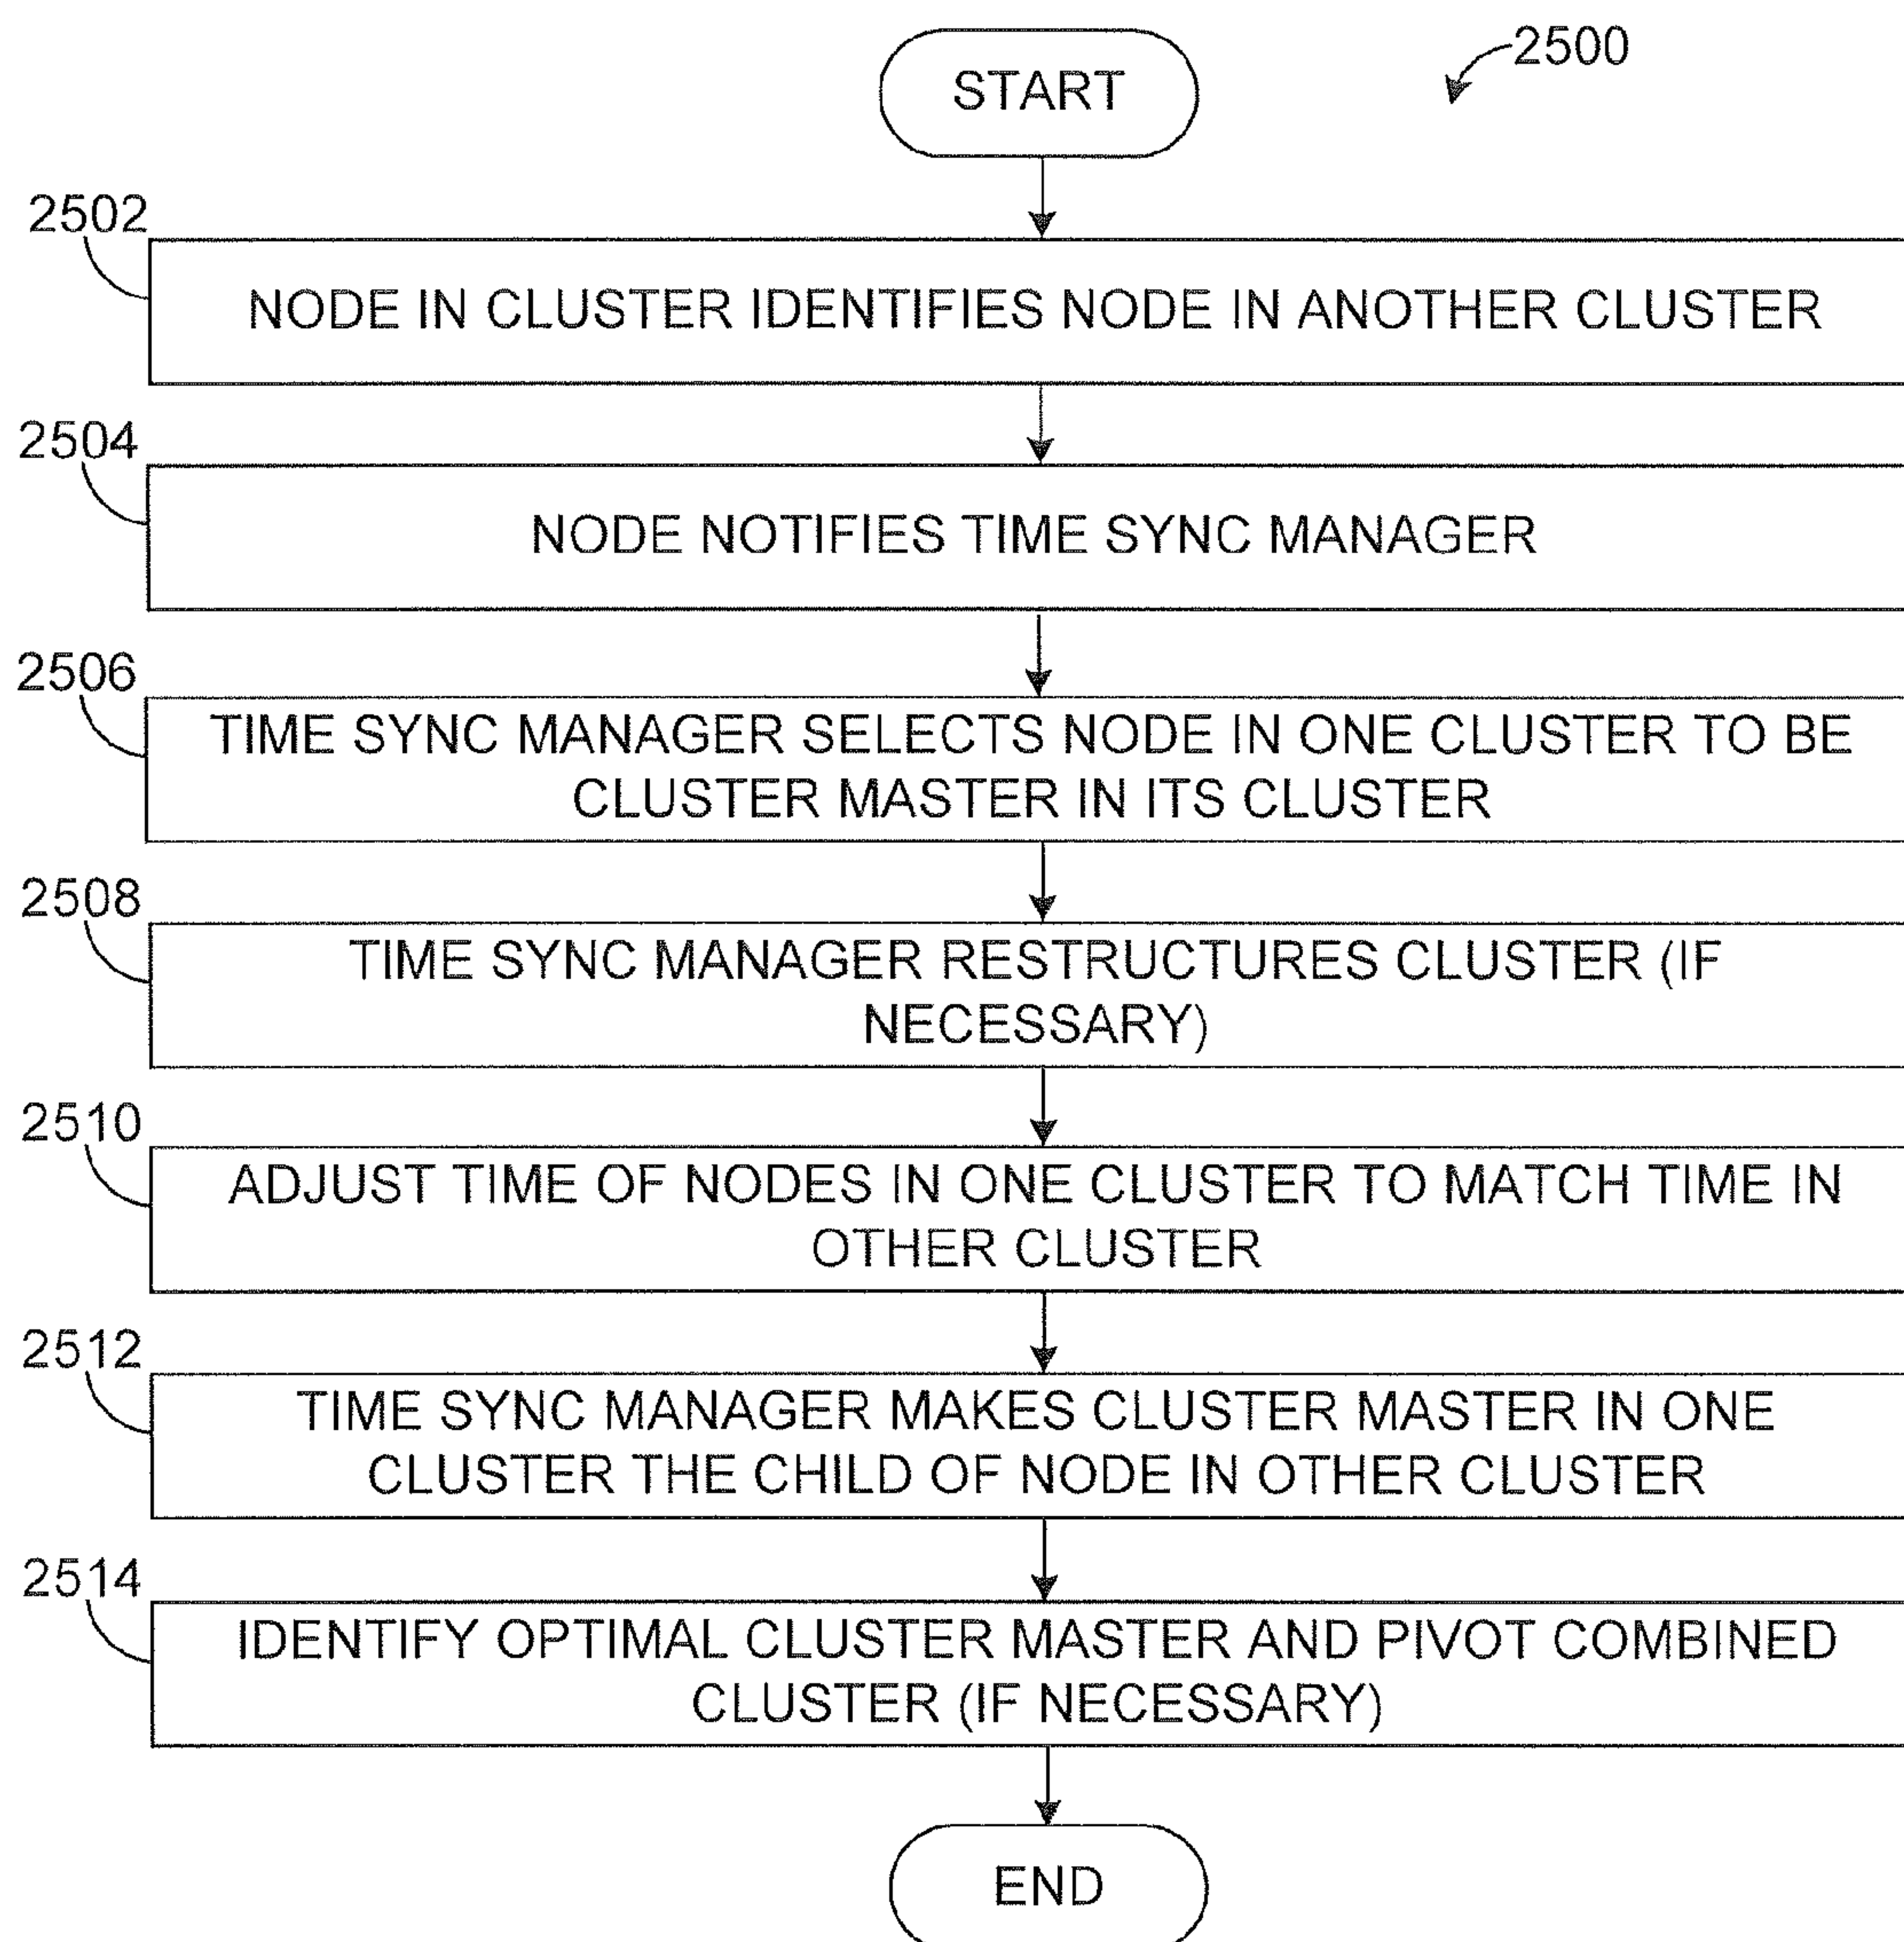 START
2500
2502
NODE IN CLUSTER IDENTIFIES NODE IN ANOTHER CLUSTER
2504
NODE NOTIFIES TIME SYNC MANAGER
2506
TIME SYNC MANAGER SELECTS NODE IN ONE CLUSTER TO BE
CLUSTER MASTER IN ITS CLUSTER
2508
TIME SYNC MANAGER RESTRUCTURES CLUSTER (IF
NECESSARY)
2510
ADJUST TIME OF NODES IN ONE CLUSTER TO MATCH TIME IN
OTHER CLUSTER
2512
TIME SYNC MANAGER MAKES CLUSTER MASTER IN ONE
CLUSTER THE CHILD OF NODE IN OTHER CLUSTER
2514
IDENTIFY OPTIMAL CLUSTER MASTER AND PIVOT COMBINED
CLUSTER (IF NECESSARY)
END